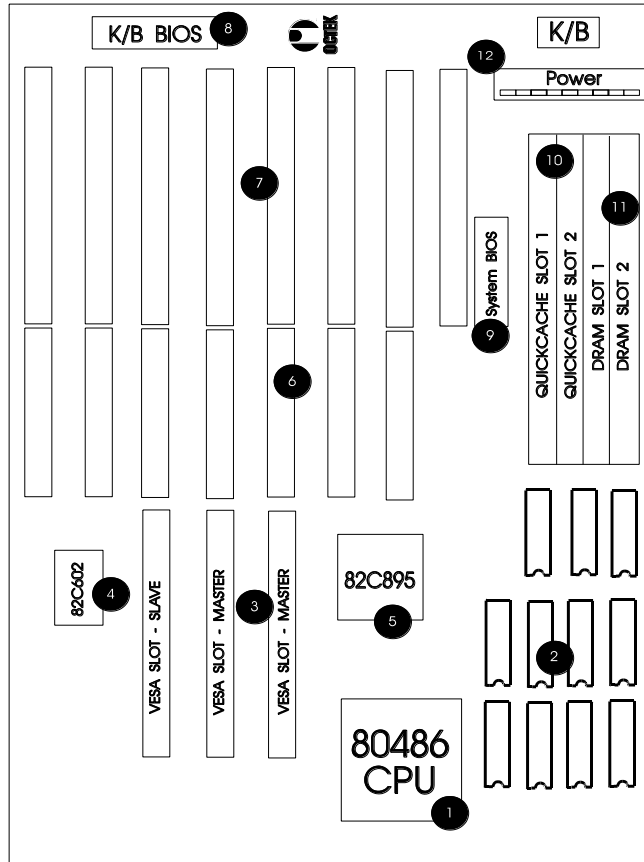 K/B BIOS
8
OCTEK
K/B
12
Power
7
10
11
System BIOS
9
QUICKCACHE SLOT 1
QUICKCACHE SLOT 2
DRAM SLOT 1
DRAM SLOT 2
6
82C602
4
VESA SLOT - SLAVE
VESA SLOT - MASTER
3
VESA SLOT - MASTER
82C895
5
2
80486
CPU
1